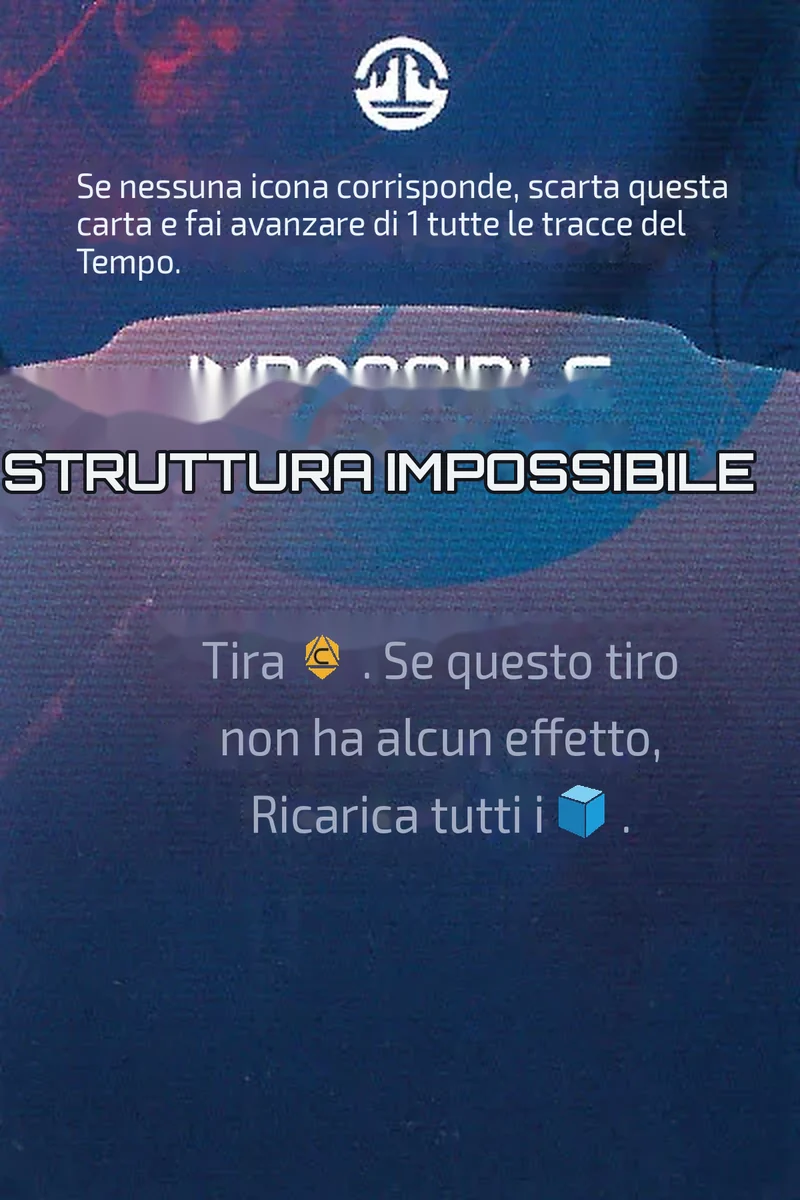 Se nessuna icona corrisponde, scarta questa
carta e fai avanzare di 1 tutte le tracce del
Tempo.
IMPOSSIBLE
STRUTTURA IMPOSSIBILE
Tira C . Se questo tiro
non ha alcun effetto,
Ricarica tutti i .